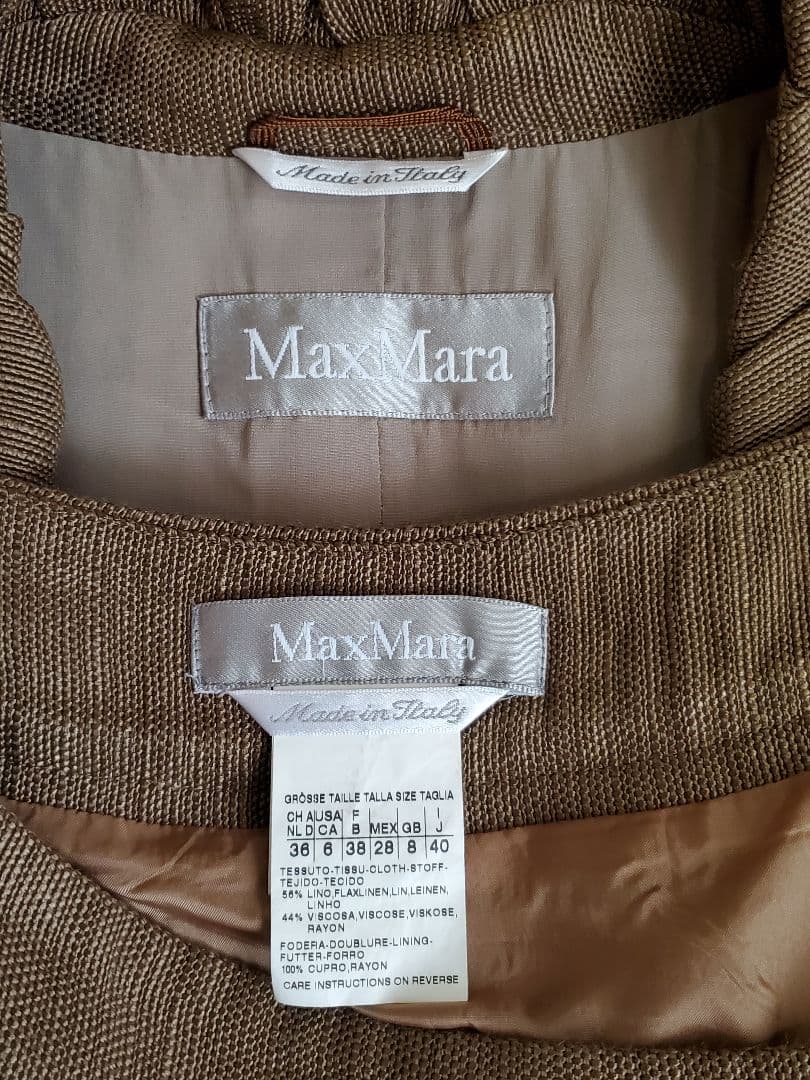 Made in Italy
MaxMara
MaxMara
Made in Italy
GRÖSSE TAILLE TALLA SIZE TAGLIA
CH A USA F I
NL D CA B MEX GB J
36 6 38 28 8 40
TESSUTO-TISSU-CLOTH-STOFF-
TEJIDO-TECIDO
56% LINO,FLAX,LINEN,LIN,LEINEN,
LINHO
44% VISCOSA,VISCOSE,VISKOSE,
RAYON
FODERA-DOUBLURE-LINING-
FUTTER-FORRO
100% CUPRO,RAYON
CARE INSTRUCTIONS ON REVERSE